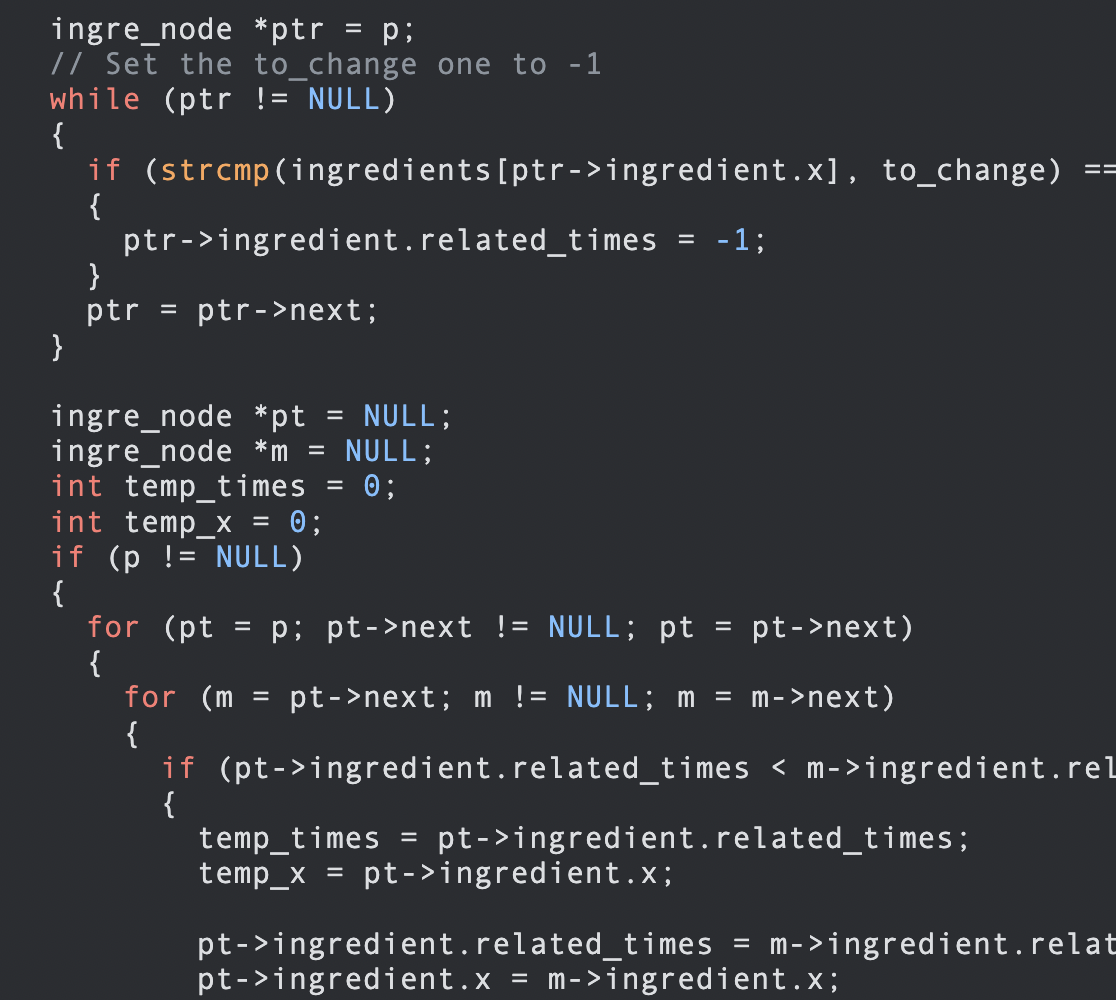 ingre_node *ptr = p;
// Set the to_change one to -1
while (ptr != NULL)
{
if (strcmp(ingredients[ptr->ingredient.x], to_change) ==
{
ptr->ingredient.related_times = -1;
}
ptr = ptr->next;
}
ingre_node *pt = NULL;
ingre_node *m = NULL;
int temp_times = 0;
int temp_x = 0;
if (p != NULL)
{
for (pt = p; pt->next != NULL; pt = pt->next)
{
for (m = pt->next; m != NULL; m = m->next)
{
if (pt->ingredient.related_times < m->ingredient.rel
{
temp_times = pt->ingredient.related_times;
temp_x = pt->ingredient.x;
pt->ingredient.related_times = m->ingredient.relat
pt->ingredient.x = m->ingredient.x;